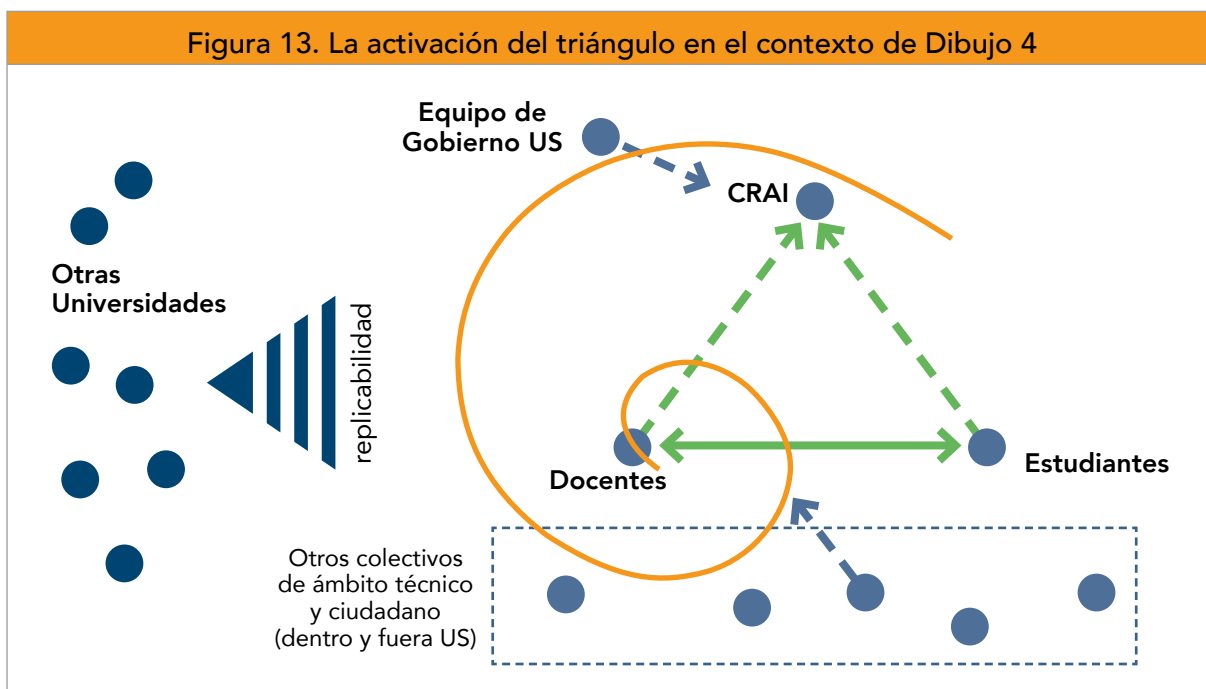 Figura 13. La activación del triángulo en el contexto de Dibujo 4
Equipo de
Gobierno US
CRAI
Otras
Universidades
replicabilidad
Docentes
Estudiantes
Otros colectivos
de ámbito técnico
y ciudadano
(dentro y fuera US)